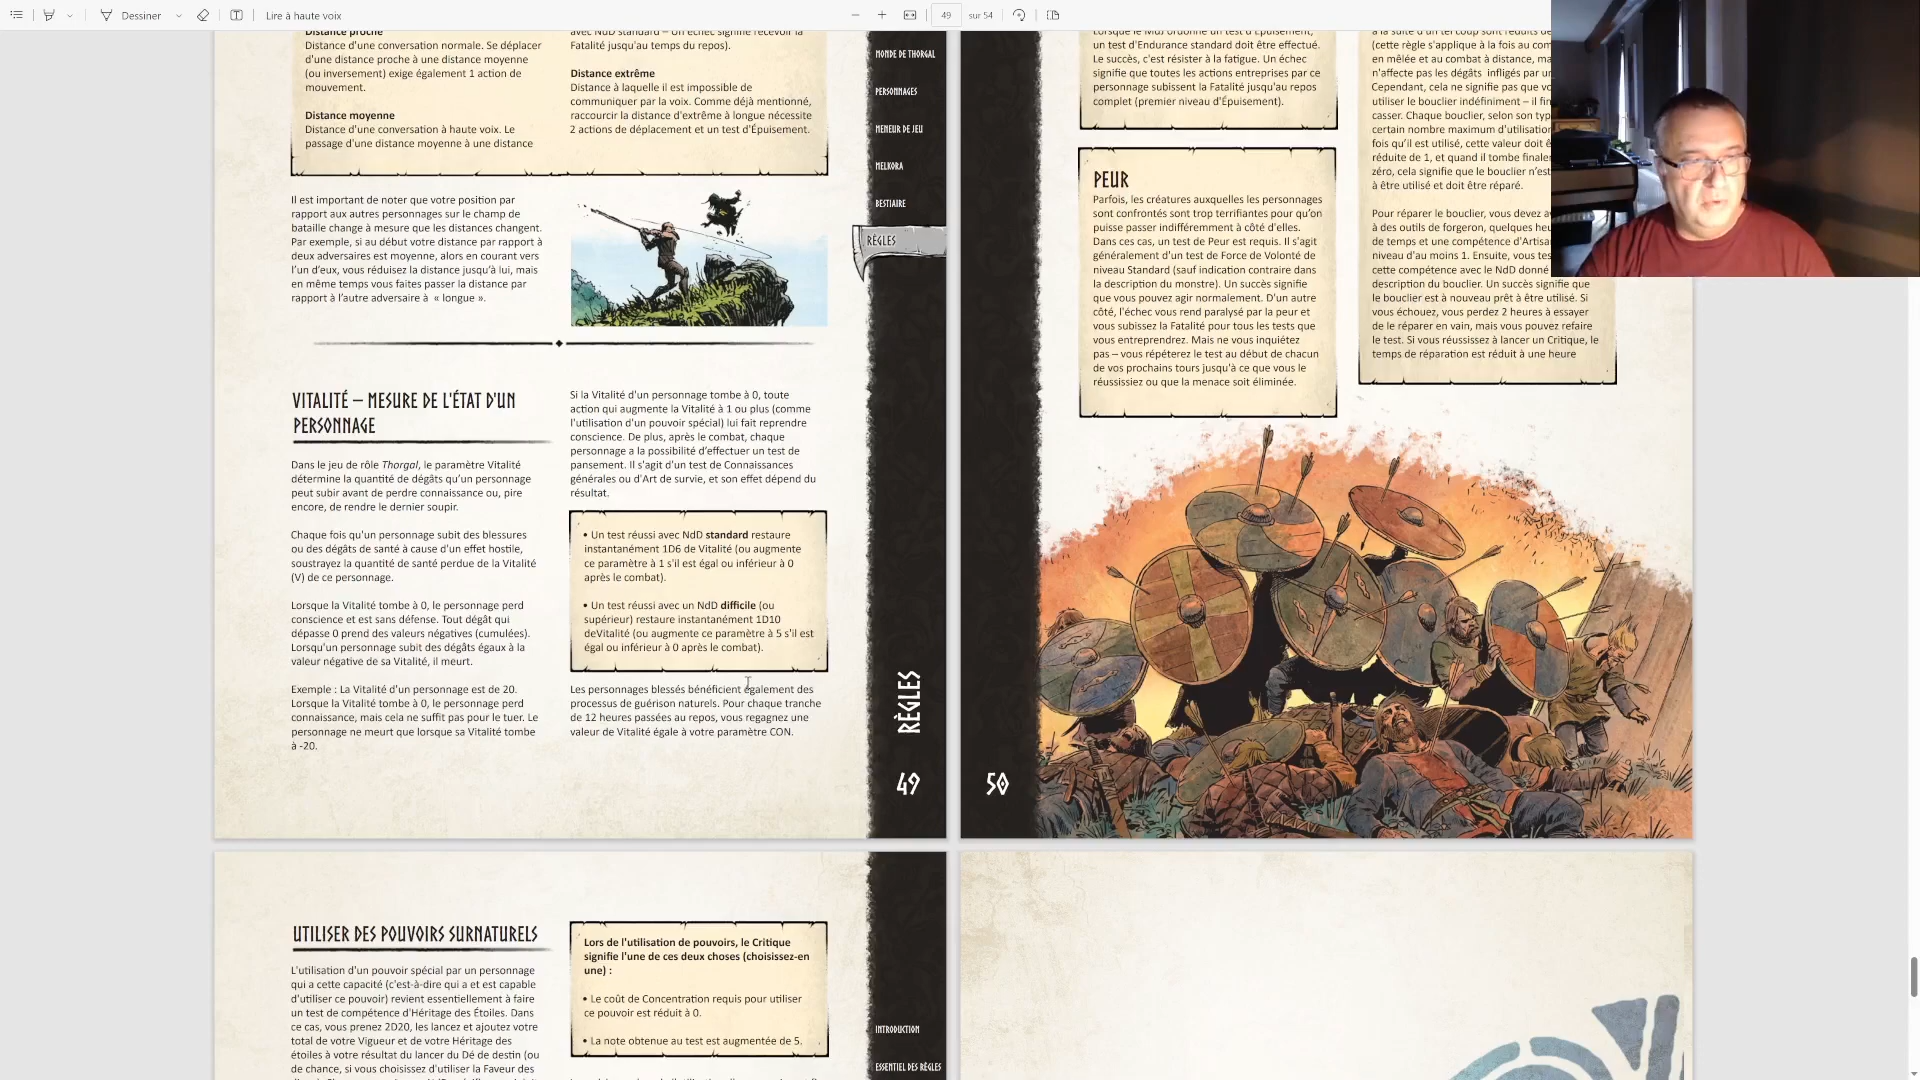 Dessiner
Lire à haute voix
49
sur 54
Distance proche
Distance d'une conversation normale. Se déplacer
d'une distance proche à une distance moyenne
(ou inversement) exige également 1 action de
mouvement.
Distance moyenne
Distance d'une conversation à haute voix. Le
passage d'une distance moyenne à une distance
avec NdD standard – Un échec signifie recevoir la
Fatalité jusqu'au temps du repos).
Distance extrême
Distance à laquelle il est impossible de
communiquer par la voix. Comme déjà mentionné,
raccourcir la distance d'extrême à longue nécessite
2 actions de déplacement et un test d'Épuisement.
Il est important de noter que votre position par
rapport aux autres personnages sur le champ de
bataille change à mesure que les distances changent.
Par exemple, si au début votre distance par rapport à
deux adversaires est moyenne, alors en courant vers
l'un d'eux, vous réduisez la distance jusqu'à lui, mais
en même temps vous faites passer la distance par
rapport à l'autre adversaire à « longue ».
VITALITÉ – MESURE DE L'ÉTAT D'UN
PERSONNAGE
Dans le jeu de rôle Thorgal, le paramètre Vitalité
détermine la quantité de dégâts qu'un personnage
peut subir avant de perdre connaissance ou, pire
encore, de rendre le dernier soupir.
Chaque fois qu'un personnage subit des blessures
ou des dégâts de santé à cause d'un effet hostile,
soustrayez la quantité de santé perdue de la Vitalité
(V) de ce personnage.
Lorsque la Vitalité tombe à 0, le personnage perd
conscience et est sans défense. Tout dégât qui
dépasse 0 prend des valeurs négatives (cumulées).
Lorsqu'un personnage subit des dégâts égaux à la
valeur négative de sa Vitalité, il meurt.
Exemple : La Vitalité d'un personnage est de 20.
Lorsque la Vitalité tombe à 0, le personnage perd
connaissance, mais cela ne suffit pas pour le tuer. Le
personnage ne meurt que lorsque sa Vitalité tombe
à -20.
Si la Vitalité d'un personnage tombe à 0, toute
action qui augmente la Vitalité à 1 ou plus (comme
l'utilisation d'un pouvoir spécial) lui fait reprendre
conscience. De plus, après le combat, chaque
personnage a la possibilité d'effectuer un test de
pansement. Il s'agit d'un test de Connaissances
générales ou d'Art de survie, et son effet dépend du
résultat.
• Un test réussi avec NdD standard restaure
instantanément 1D6 de Vitalité (ou augmente
ce paramètre à 1 s'il est égal ou inférieur à 0
après le combat).
• Un test réussi avec un NdD difficile (ou
supérieur) restaure instantanément 1D10
deVitalité (ou augmente ce paramètre à 5 s'il est
égal ou inférieur à 0 après le combat).
Les personnages blessés bénéficient également des
processus de guérison naturels. Pour chaque tranche
de 12 heures passées au repos, vous regagnez une
valeur de Vitalité égale à votre paramètre CON.
MONDE DE THORGAL
PERSONNAGES
MENEUR DE JEU
MELKORA
BESTIAIRE
RÈGLES
RÈGLES
49
Lorsque le MdJ ordonne un test d'Épuisement,
un test d'Endurance standard doit être effectué.
Le succès, c'est résister à la fatigue. Un échec
signifie que toutes les actions entreprises par ce
personnage subissent la Fatalité jusqu'au repos
complet (premier niveau d'Épuisement).
PEUR
Parfois, les créatures auxquelles les personnages
sont confrontés sont trop terrifiantes pour qu'on
puisse passer indifféremment à côté d'elles.
Dans ces cas, un test de Peur est requis. Il s'agit
généralement d'un test de Force de Volonté de
niveau Standard (sauf indication contraire dans
la description du monstre). Un succès signifie
que vous pouvez agir normalement. D'un autre
côté, l'échec vous rend paralysé par la peur et
vous subissez la Fatalité pour tous les tests que
vous entreprendrez. Mais ne vous inquiétez
pas – vous répéterez le test au début de chacun
de vos prochains tours jusqu'à ce que vous le
réussissiez ou que la menace soit éliminée.
à la suite d'un tel coup sont réduits de
(cette règle s'applique à la fois au com
en mêlée et au combat à distance, ma
n'affecte pas les dégâts infligés par un
Cependant, cela ne signifie pas que vo
utiliser le bouclier indéfiniment – il fin
casser. Chaque bouclier, selon son typ
certain nombre maximum d'utilisation
fois qu'il est utilisé, cette valeur doit ê
réduite de 1, et quand il tombe finale
zéro, cela signifie que le bouclier n'est
à être utilisé et doit être réparé.
Pour réparer le bouclier, vous devez av
à des outils de forgeron, quelques heu
de temps et une compétence d'Artisa
niveau d'au moins 1. Ensuite, vous tes
cette compétence avec le NdD donné
description du bouclier. Un succès signifie que
le bouclier est à nouveau prêt à être utilisé. Si
vous échouez, vous perdez 2 heures à essayer
de le réparer en vain, mais vous pouvez refaire
le test. Si vous réussissez à lancer un Critique, le
temps de réparation est réduit à une heure
50
UTILISER DES POUVOIRS SURNATURELS
L'utilisation d'un pouvoir spécial par un personnage
qui a cette capacité (c'est-à-dire qui a et est capable
d'utiliser ce pouvoir) revient essentiellement à faire
un test de compétence d'Héritage des Étoiles. Dans
ce cas, vous prenez 2D20, les lancez et ajoutez votre
total de votre Vigueur et de votre Héritage des
étoiles à votre résultat du lancer du Dé de destin (ou
de chance, si vous choisissez d'utiliser la Faveur des
Lors de l'utilisation de pouvoirs, le Critique
signifie l'une de ces deux choses (choisissez-en
une) :
• Le coût de Concentration requis pour utiliser
ce pouvoir est réduit à 0.
• La note obtenue au test est augmentée de 5.
INTRODUCTION
ESSENTIEL DES RÈGLES